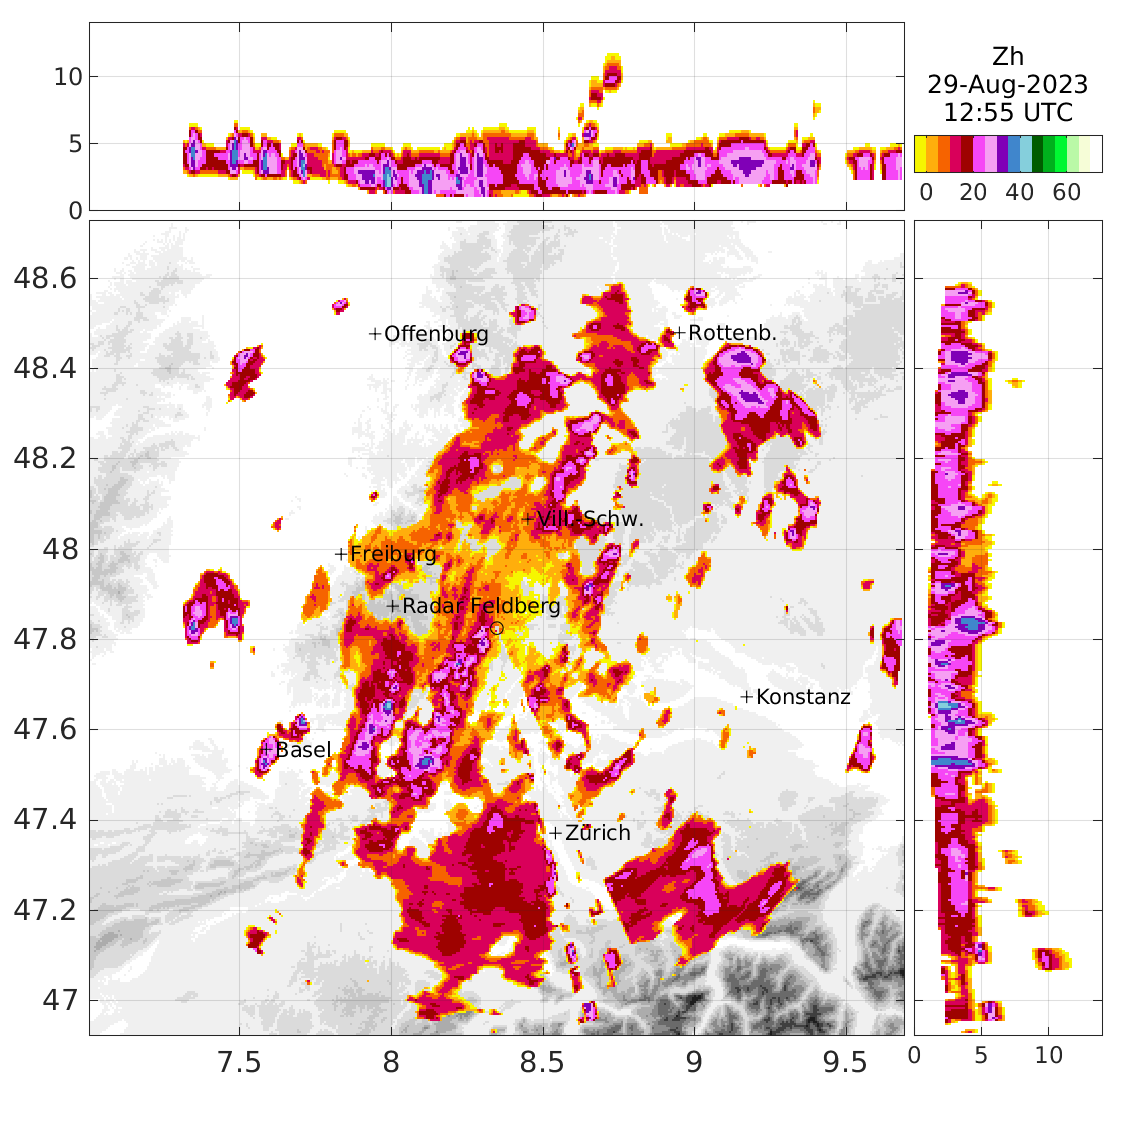 10
5
0
Zh
29-Aug-2023
12:55 UTC
0 20 40 60
48.6
48.4
48.2
48
47.8
47.6
47.4
47.2
47
+Offenburg
+Rottenb.
+Vill.-Schw.
+Freiburg
+Radar Feldberg
+Konstanz
+Basel
+Zürich
7.5 8 8.5 9 9.5
0 5 10